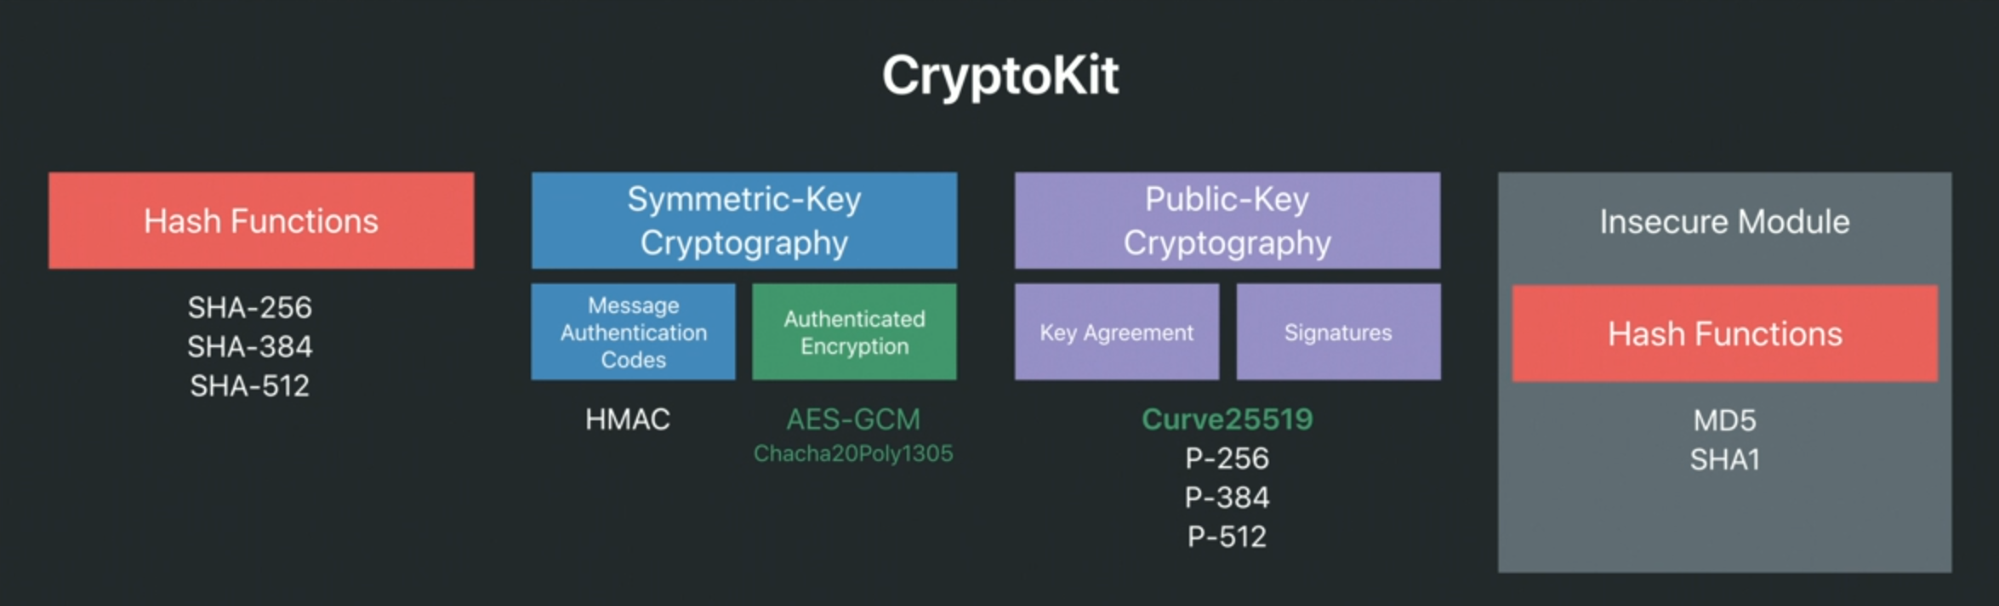 CryptoKit
Hash Functions
SHA-256
SHA-384
SHA-512
Symmetric-Key
Cryptography
Message
Authentication
Codes
HMAC
Authenticated
Encryption
AES-GCM
Chacha20Poly1305
Public-Key
Cryptography
Key Agreement
Signatures
Curve25519
P-256
P-384
P-512
Insecure Module
Hash Functions
MD5
SHA1